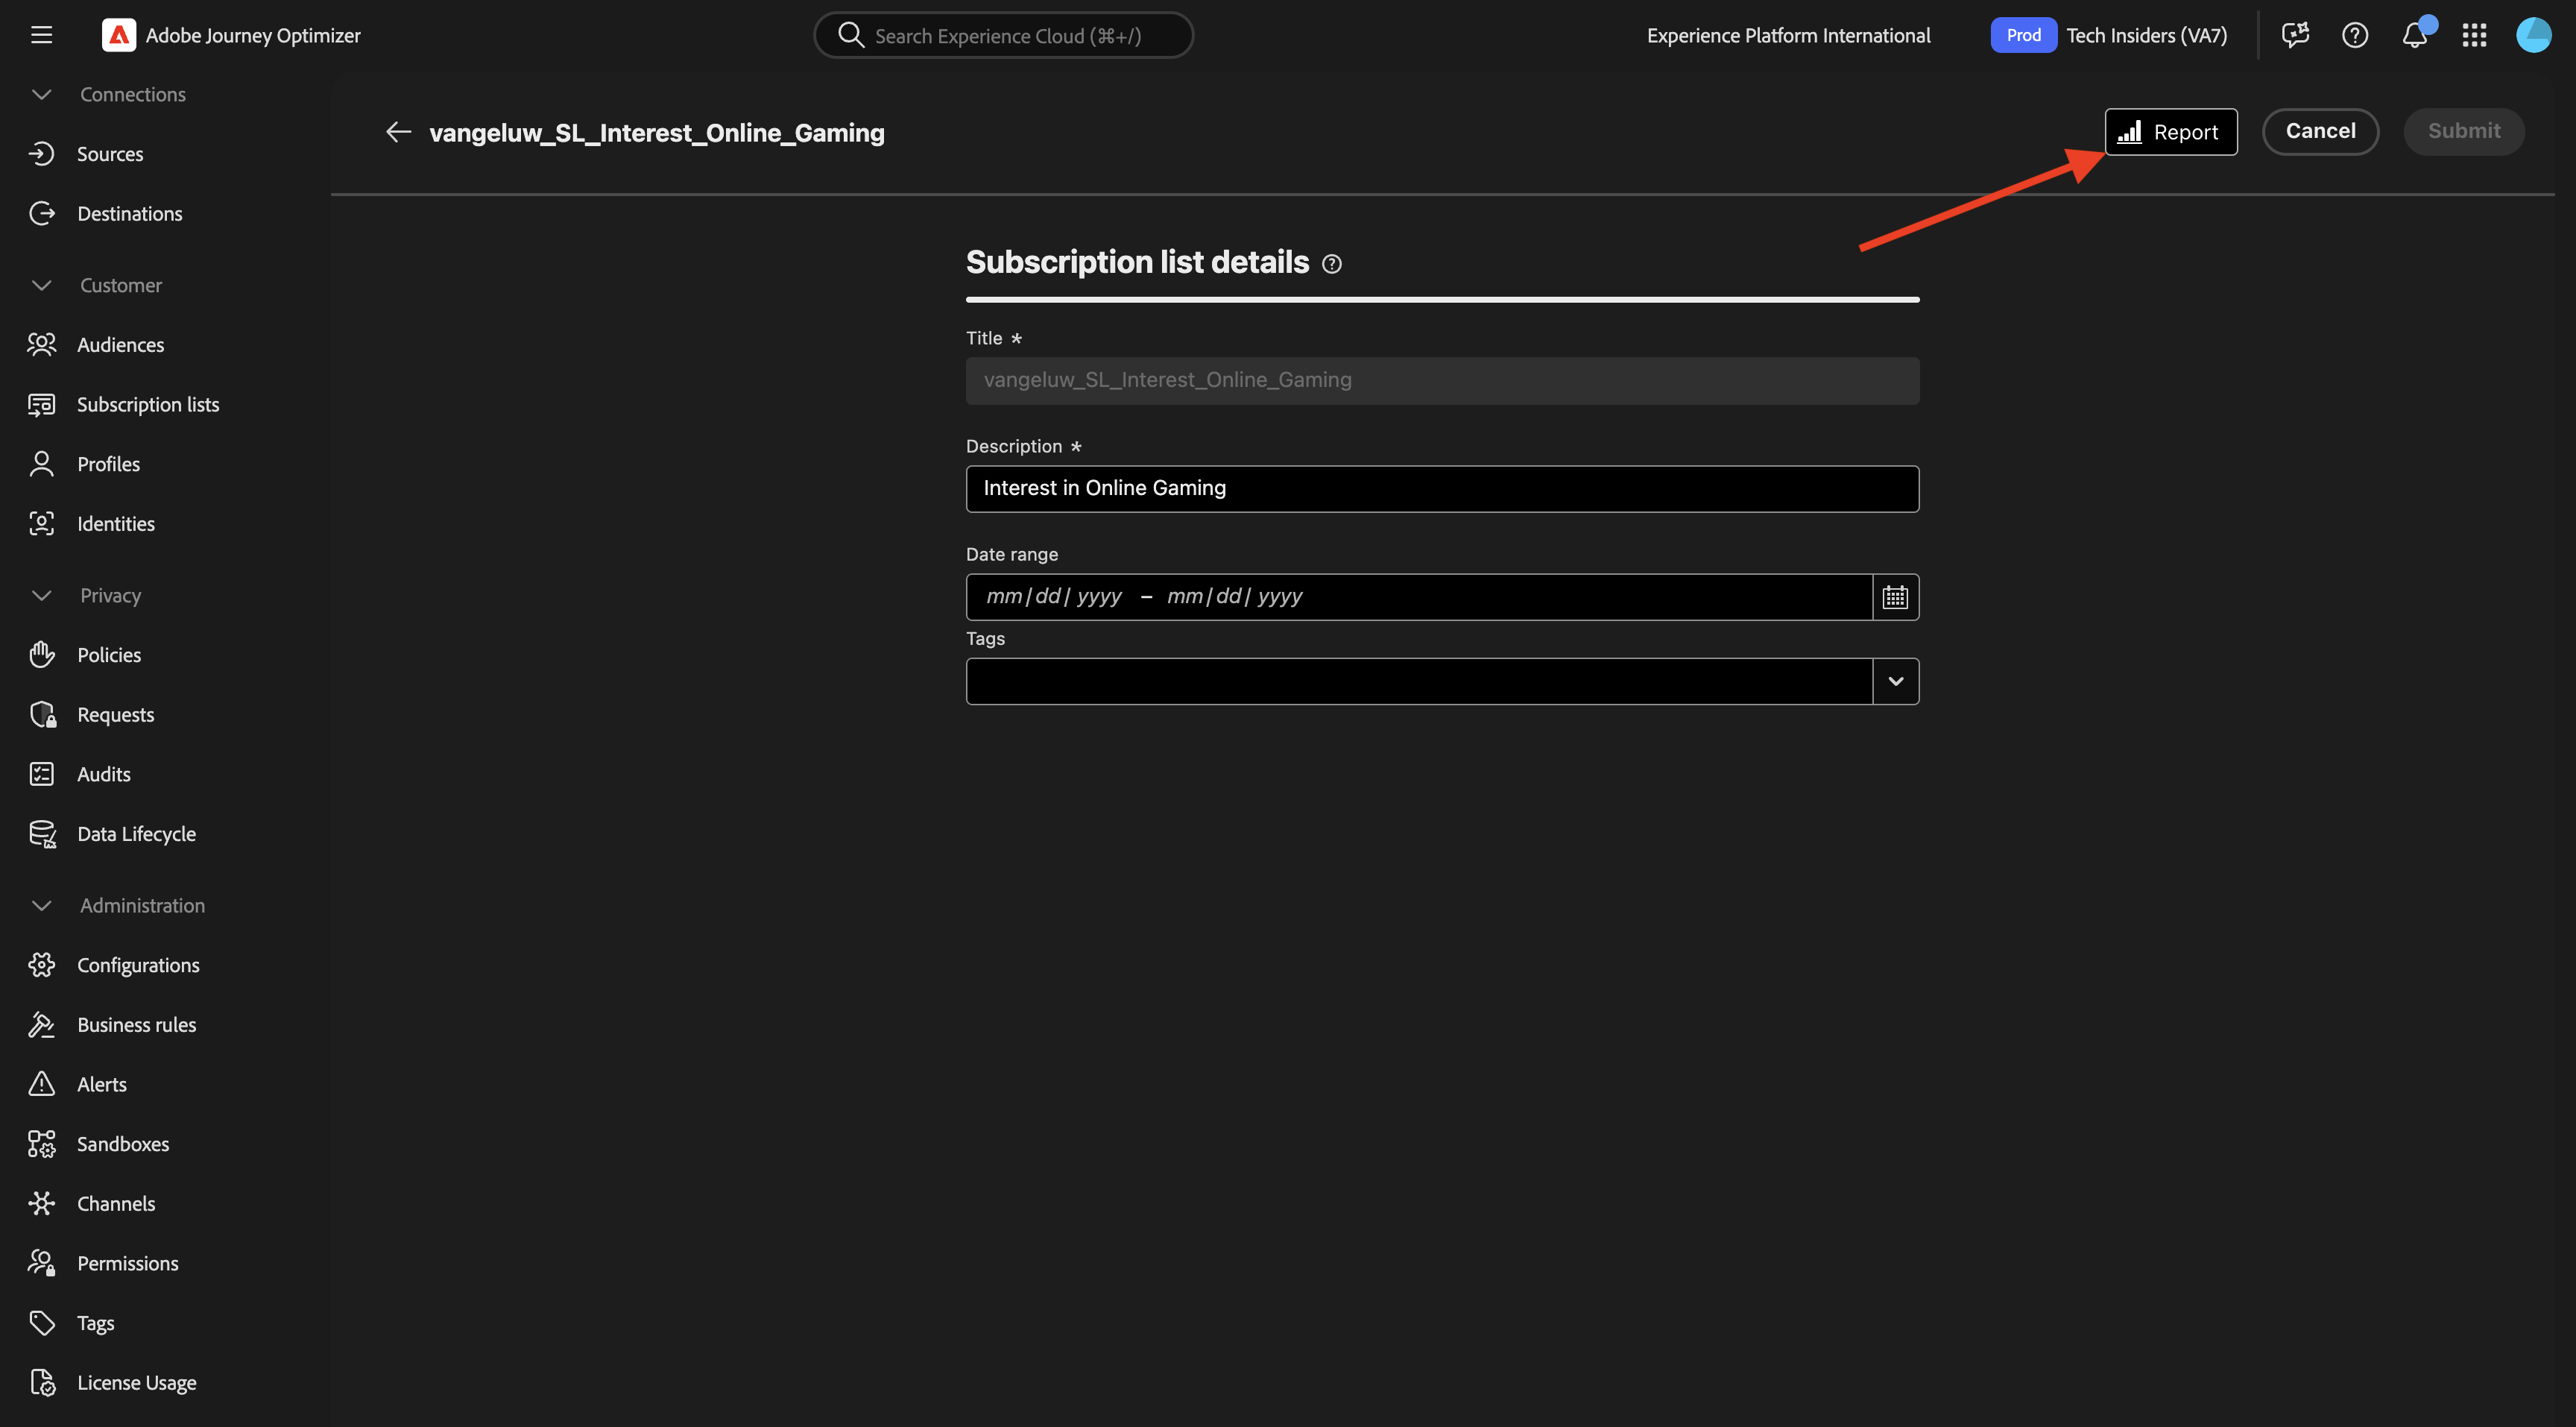 Adobe Journey Optimizer
Search Experience Cloud (⌘+/)
Experience Platform International
Prod
Tech Insiders (VA7)
Connections
Sources
Destinations
Customer
Audiences
Subscription lists
Profiles
Identities
Privacy
Policies
Requests
Audits
Data Lifecycle
Administration
Configurations
Business rules
Alerts
Sandboxes
Channels
Permissions
Tags
License Usage
vangeluw_SL_Interest_Online_Gaming
Report
Cancel
Submit
Subscription list details
Title *
vangeluw_SL_Interest_Online_Gaming
Description *
Interest in Online Gaming
Date range
mm/dd/yyyy – mm/dd/yyyy
Tags